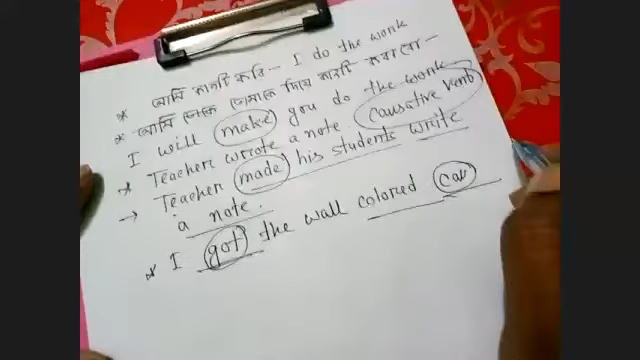 * আমি কাজটি করি - I do the work
* আমি তোমাকে দিয়ে কাজটি করাবো -
I will make you do the work
* Teacher wrote a note causative verb
→ Teacher made his students write
a note.
* I got the wall colored cau